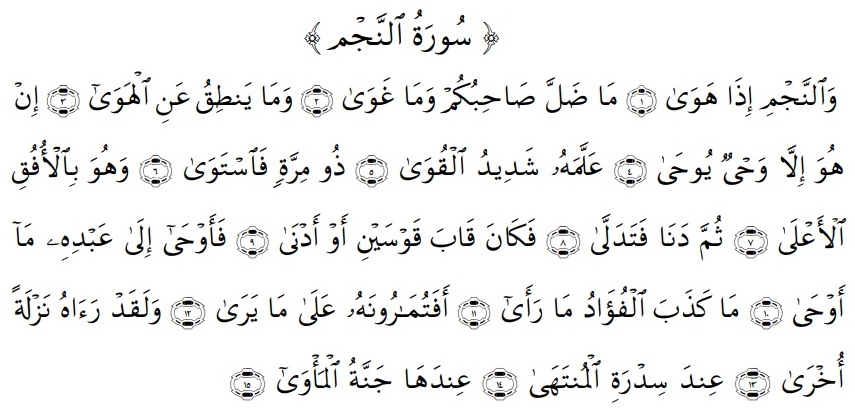 ﴿ سُورَةُ ٱلنَّجۡم ﴾
وَٱلنَّجۡمِ إِذَا هَوَىٰ ١ مَا ضَلَّ صَاحِبُكُمۡ وَمَا غَوَىٰ ٢ وَمَا يَنطِقُ عَنِ ٱلۡهَوَىٰٓ ٣ إِنۡ
هُوَ إِلَّا وَحۡيٞ يُوحَىٰ ٤ عَلَّمَهُۥ شَدِيدُ ٱلۡقُوَىٰ ٥ ذُو مِرَّةٖ فَٱسۡتَوَىٰ ٦ وَهُوَ بِٱلۡأُفُقِ
ٱلۡأَعۡلَىٰ ٧ ثُمَّ دَنَا فَتَدَلَّىٰ ٨ فَكَانَ قَابَ قَوۡسَيۡنِ أَوۡ أَدۡنَىٰ ٩ فَأَوۡحَىٰٓ إِلَىٰ عَبۡدِهِۦ مَآ
أَوۡحَىٰ ١٠ مَا كَذَبَ ٱلۡفُؤَادُ مَا رَأَىٰٓ ١١ أَفَتُمَٰرُونَهُۥ عَلَىٰ مَا يَرَىٰ ١٢ وَلَقَدۡ رَءَاهُ نَزۡلَةً
أُخۡرَىٰ ١٣ عِندَ سِدۡرَةِ ٱلۡمُنتَهَىٰ ١٤ عِندَهَا جَنَّةُ ٱلۡمَأۡوَىٰٓ ١٥